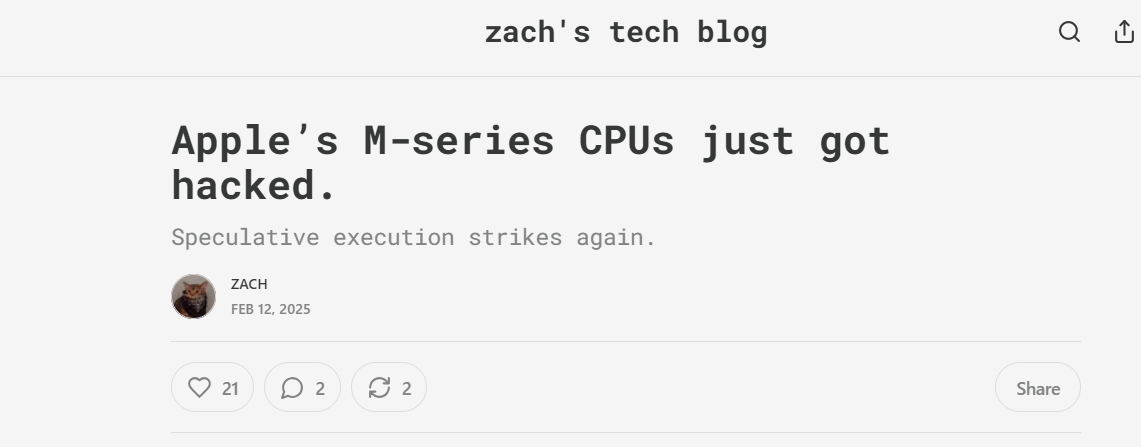 zach's tech blog
Apple’s M-series CPUs just got
hacked.
Speculative execution strikes again.
ZACH
FEB 12, 2025
21
2
2
Share